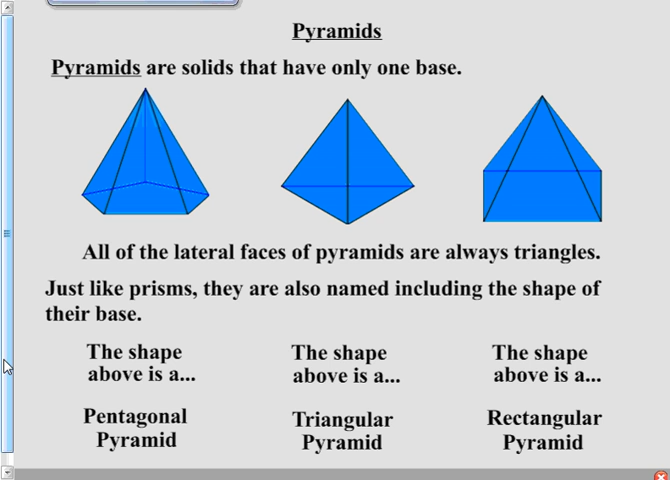 Pyramids
Pyramids are solids that have only one base.
All of the lateral faces of pyramids are always triangles.
Just like prisms, they are also named including the shape of
their base.
The shape
above is a...
The shape
above is a...
The shape
above is a...
Pentagonal
Pyramid
Triangular
Pyramid
Rectangular
Pyramid